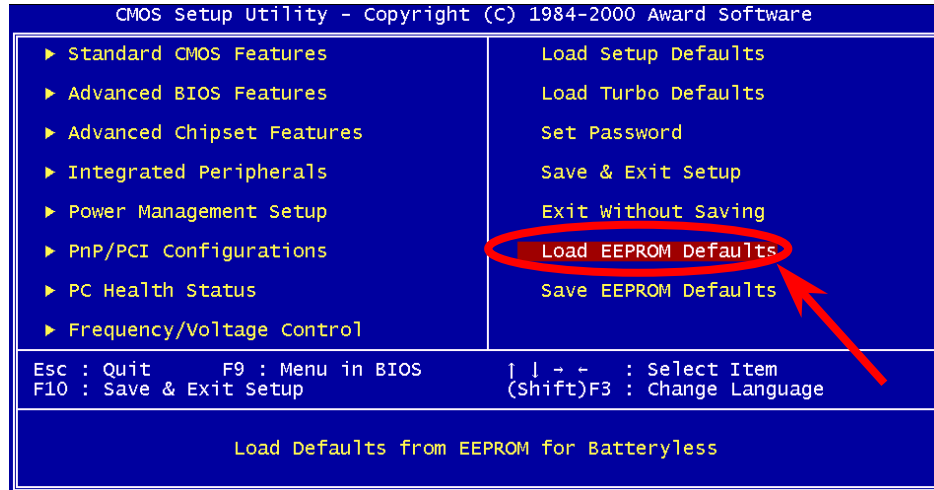 CMOS Setup Utility - Copyright (C) 1984-2000 Award Software
▶ Standard CMOS Features
▶ Advanced BIOS Features
▶ Advanced Chipset Features
▶ Integrated Peripherals
▶ Power Management Setup
▶ PnP/PCI Configurations
▶ PC Health Status
▶ Frequency/Voltage Control
Load Setup Defaults
Load Turbo Defaults
Set Password
Save & Exit Setup
Exit Without Saving
Load EEPROM Defaults
Save EEPROM Defaults
Esc : Quit F9 : Menu in BIOS ↑ ↓ → ← : Select Item
F10 : Save & Exit Setup (Shift)F3 : Change Language
Load Defaults from EEPROM for Batteryless